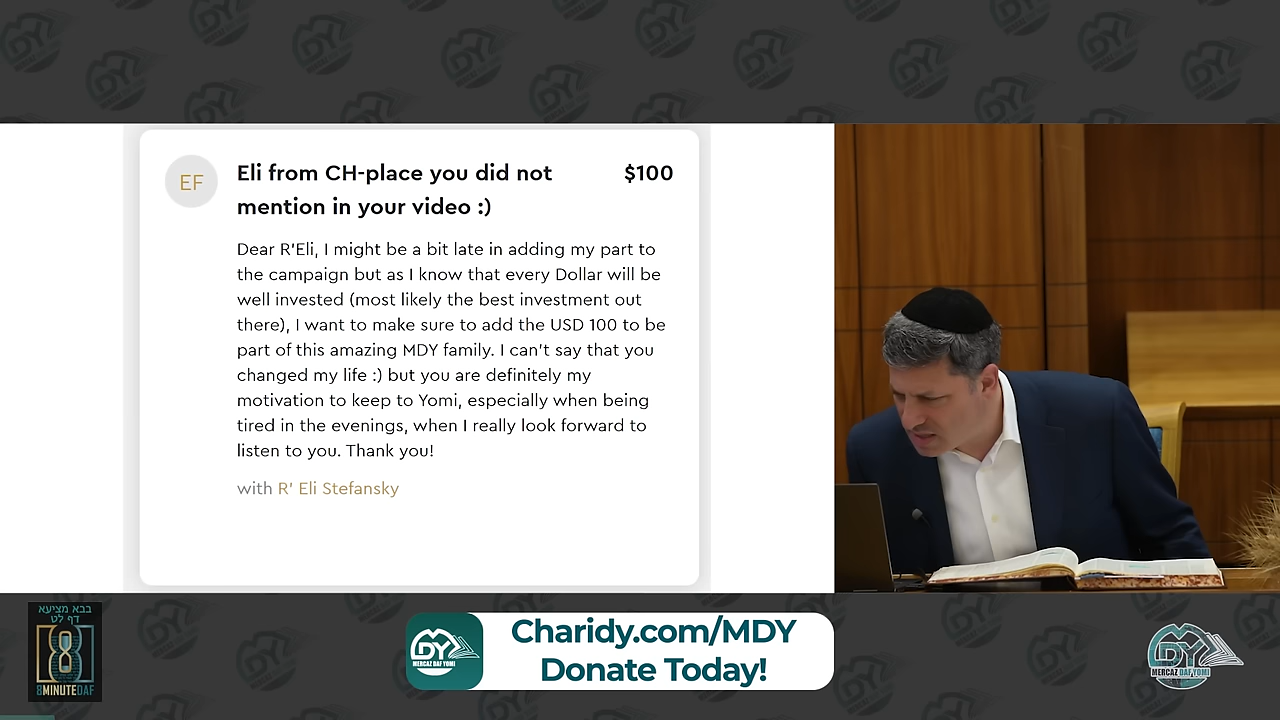 EF
Eli from CH-place you did not
mention in your video :)
$100
Dear R'Eli, I might be a bit late in adding my part to
the campaign but as I know that every Dollar will be
well invested (most likely the best investment out
there), I want to make sure to add the USD 100 to be
part of this amazing MDY family. I can't say that you
changed my life :) but you are definitely my
motivation to keep to Yomi, especially when being
tired in the evenings, when I really look forward to
listen to you. Thank you!
with R' Eli Stefansky
בבא מציעא
דף לט
8
8MINUTEDAF
MDY
MERCAZ DAF YOMI
Charidy.com/MDY
Donate Today!
MDY
MERCAZ DAF YOMI